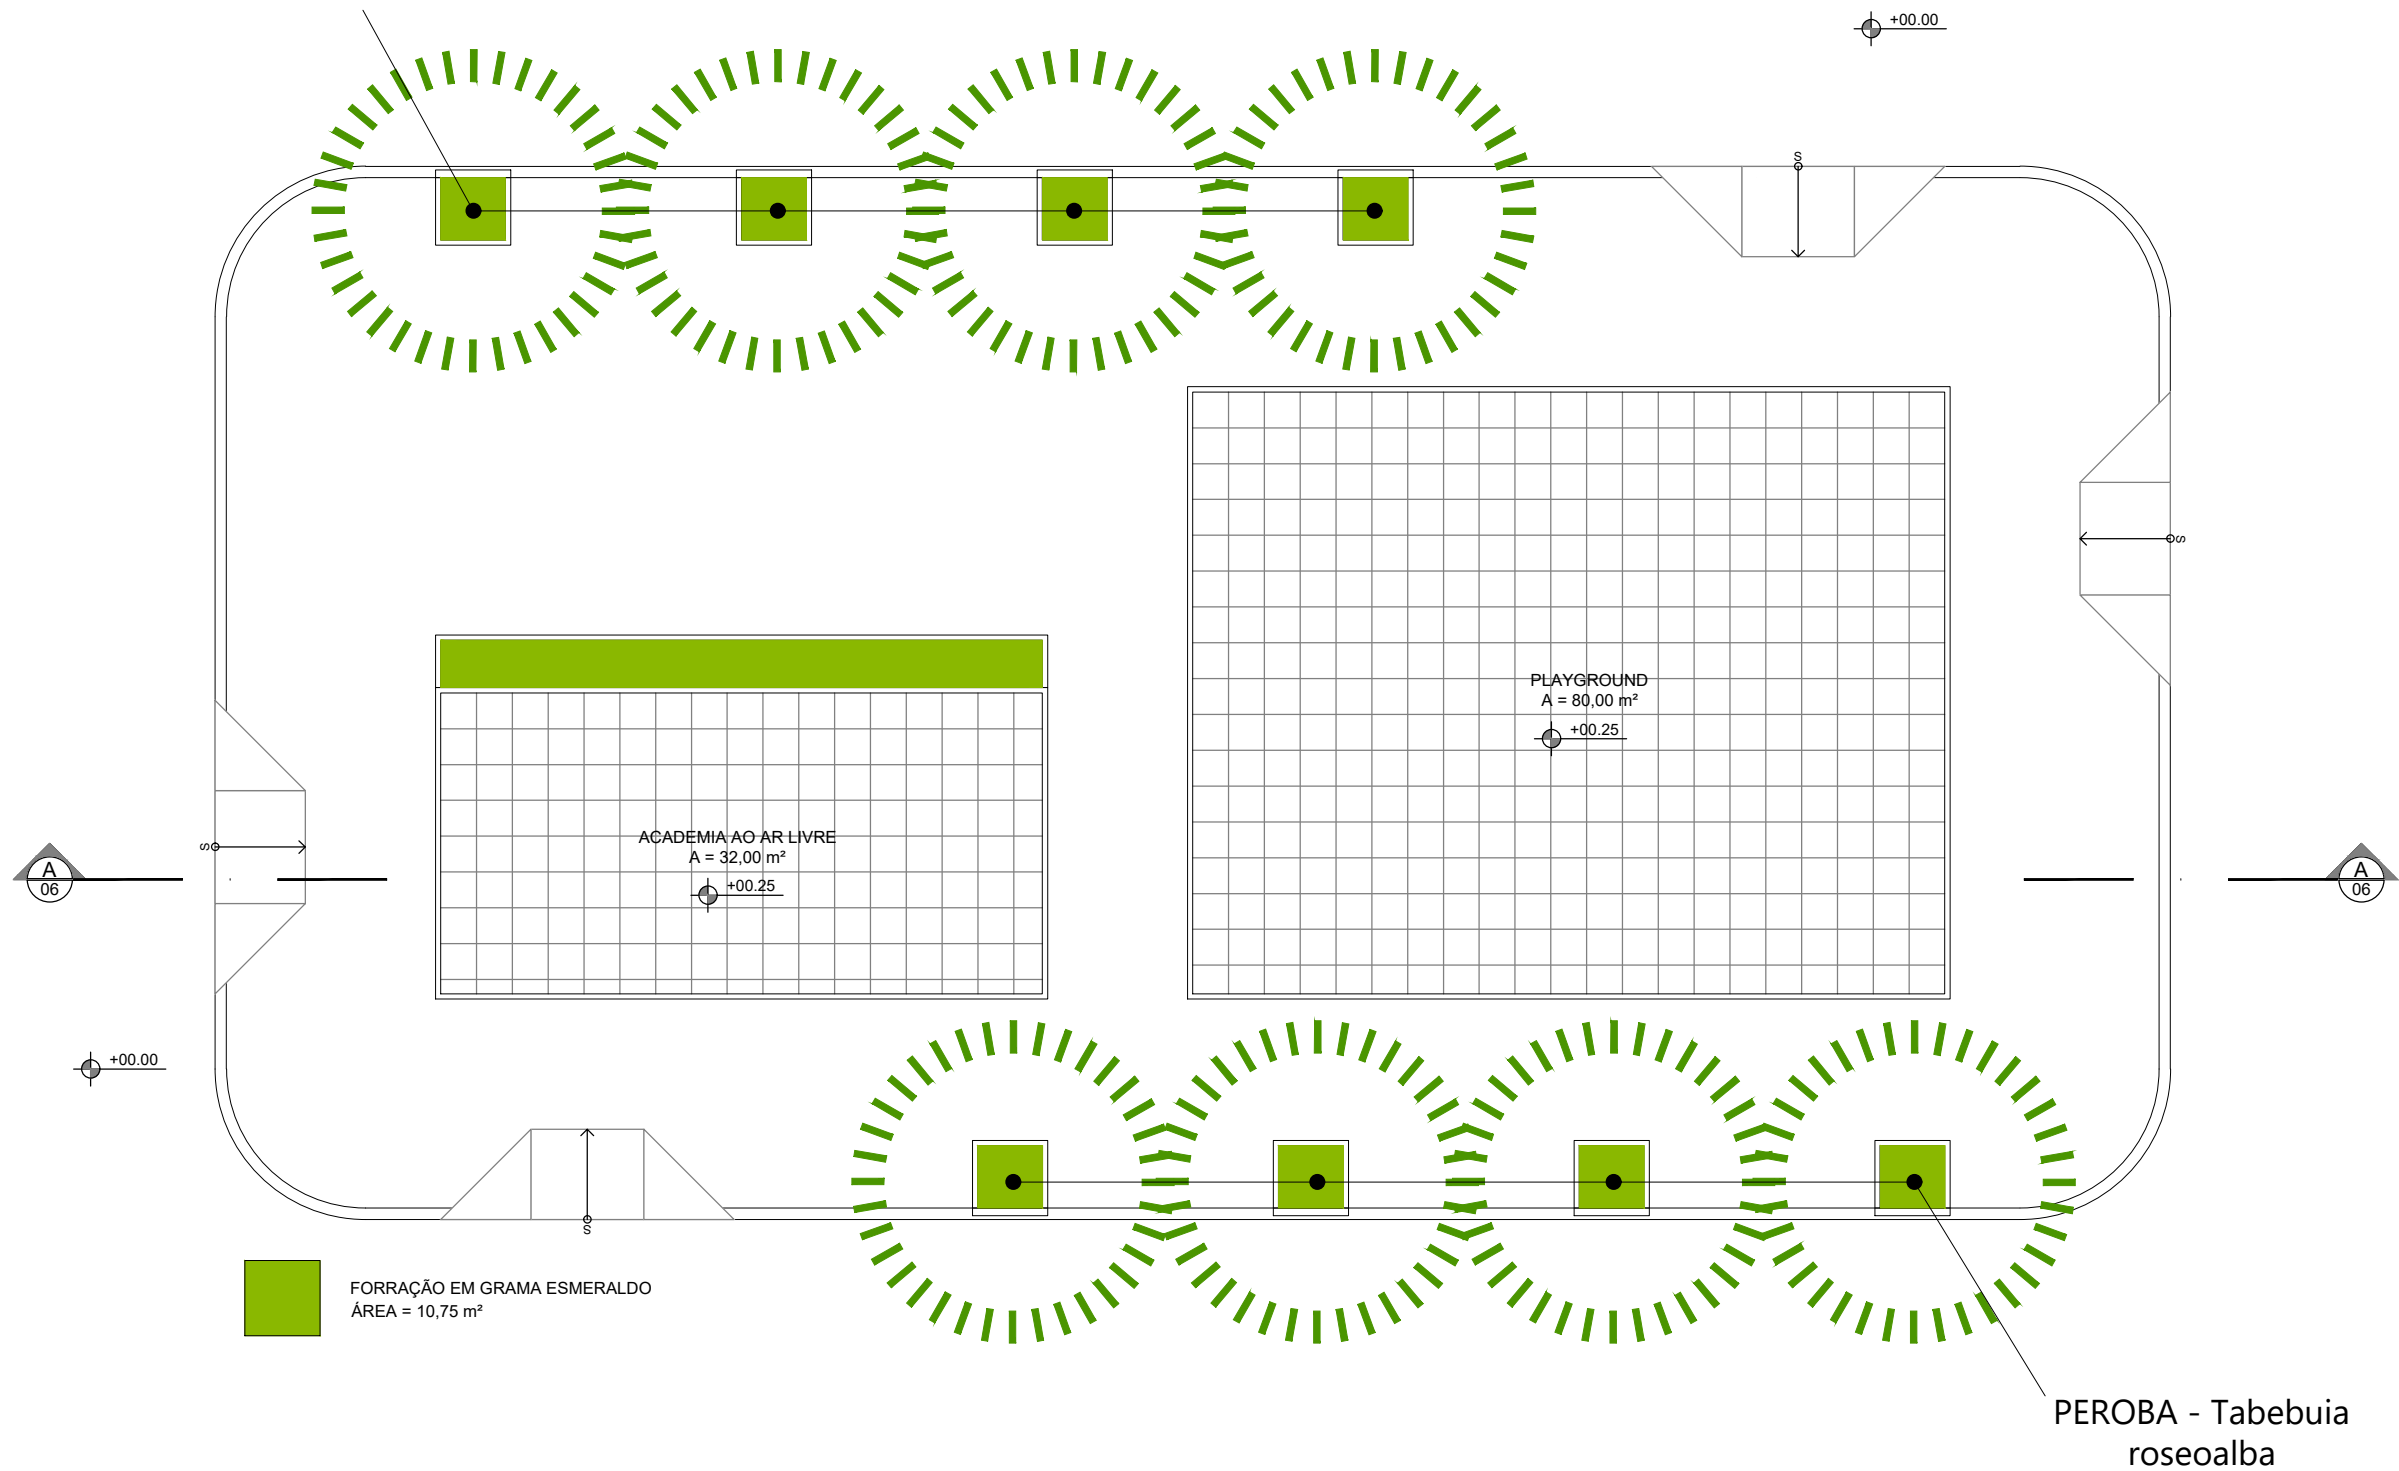 +00.00
S
S
PLAYGROUND
A = 80,00 m²
+00.25
ACADEMIA AO AR LIVRE
A = 32,00 m²
+00.25
S
A
06
A
06
+00.00
S
FORRAÇÃO EM GRAMA ESMERALDO
ÁREA = 10,75 m²
PEROBA - Tabebuia
roseoalba